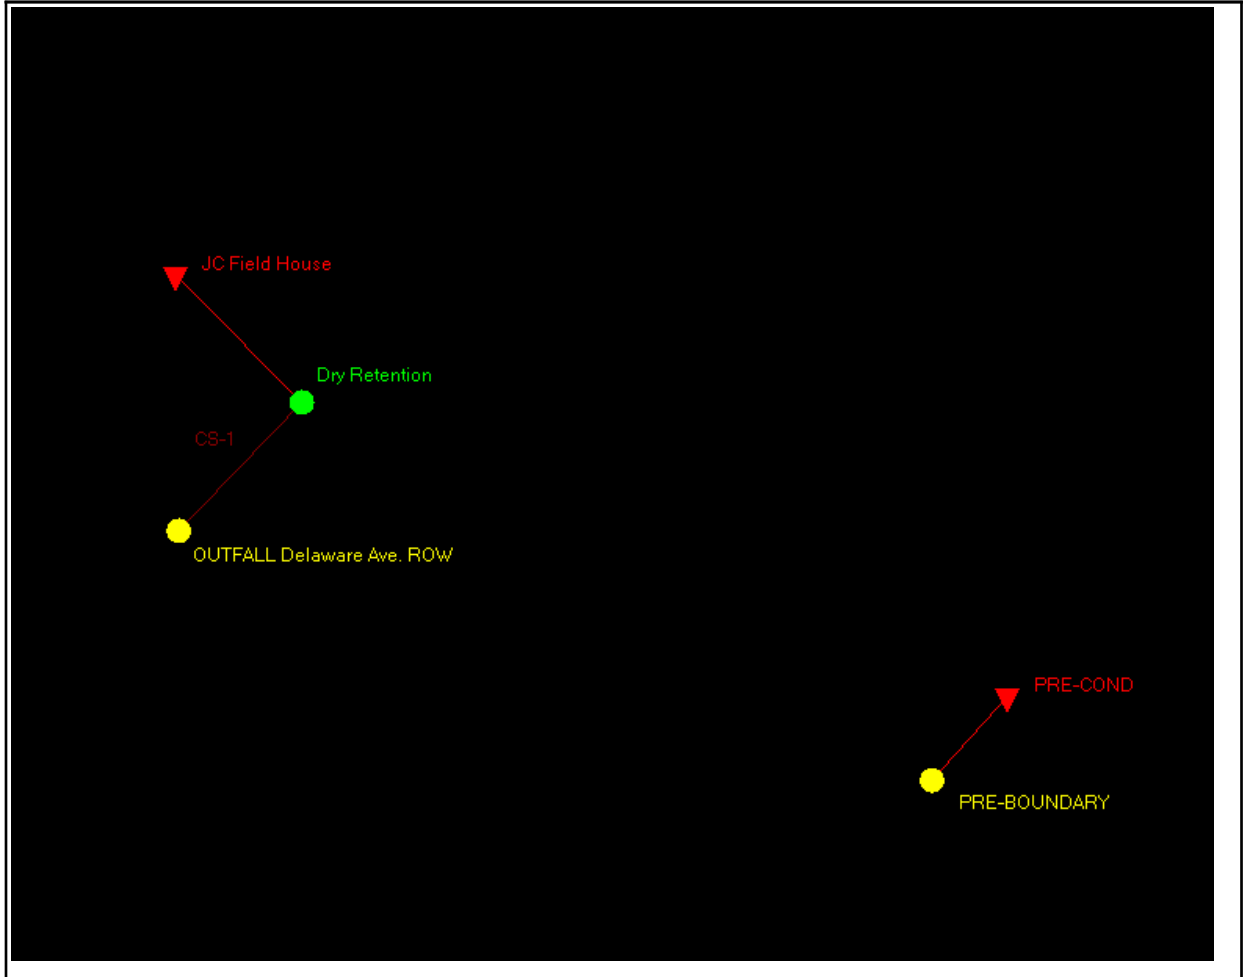 JC Field House
Dry Retention
CS-1
OUTFALL Delaware Ave. ROW
PRE-COND
PRE-BOUNDARY